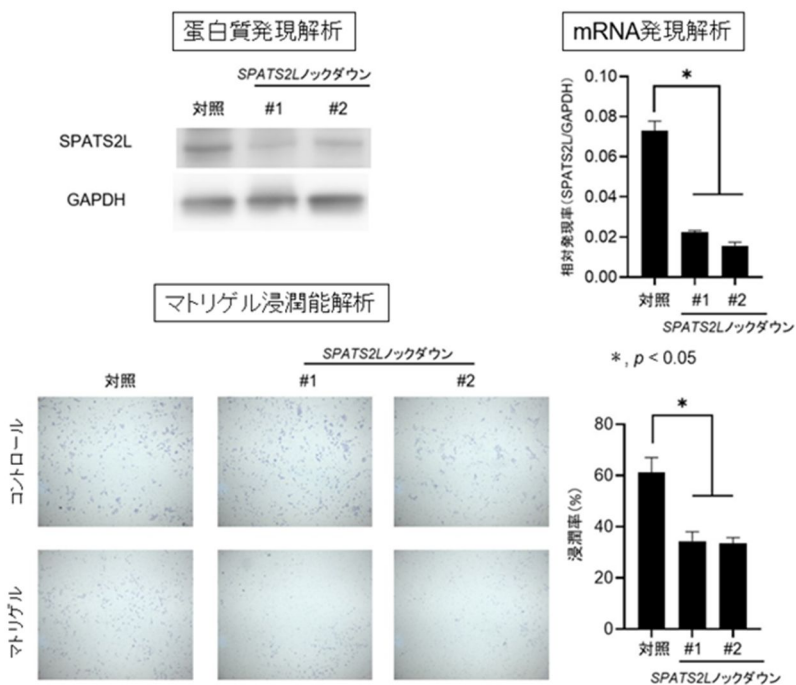 蛋白質発現解析
SPATS2Lノックダウン
対照 #1 #2
SPATS2L
GAPDH
mRNA発現解析
相対発現率(SPATS2L/GAPDH)
0.10
0.08
0.06
0.04
0.02
0.00
*
対照 #1 #2
SPATS2Lノックダウン
*, p < 0.05
マトリゲル浸潤能解析
SPATS2Lノックダウン
対照 #1 #2
コントロール
マトリゲル
浸潤率(%)
80
60
40
20
0
*
対照 #1 #2
SPATS2Lノックダウン